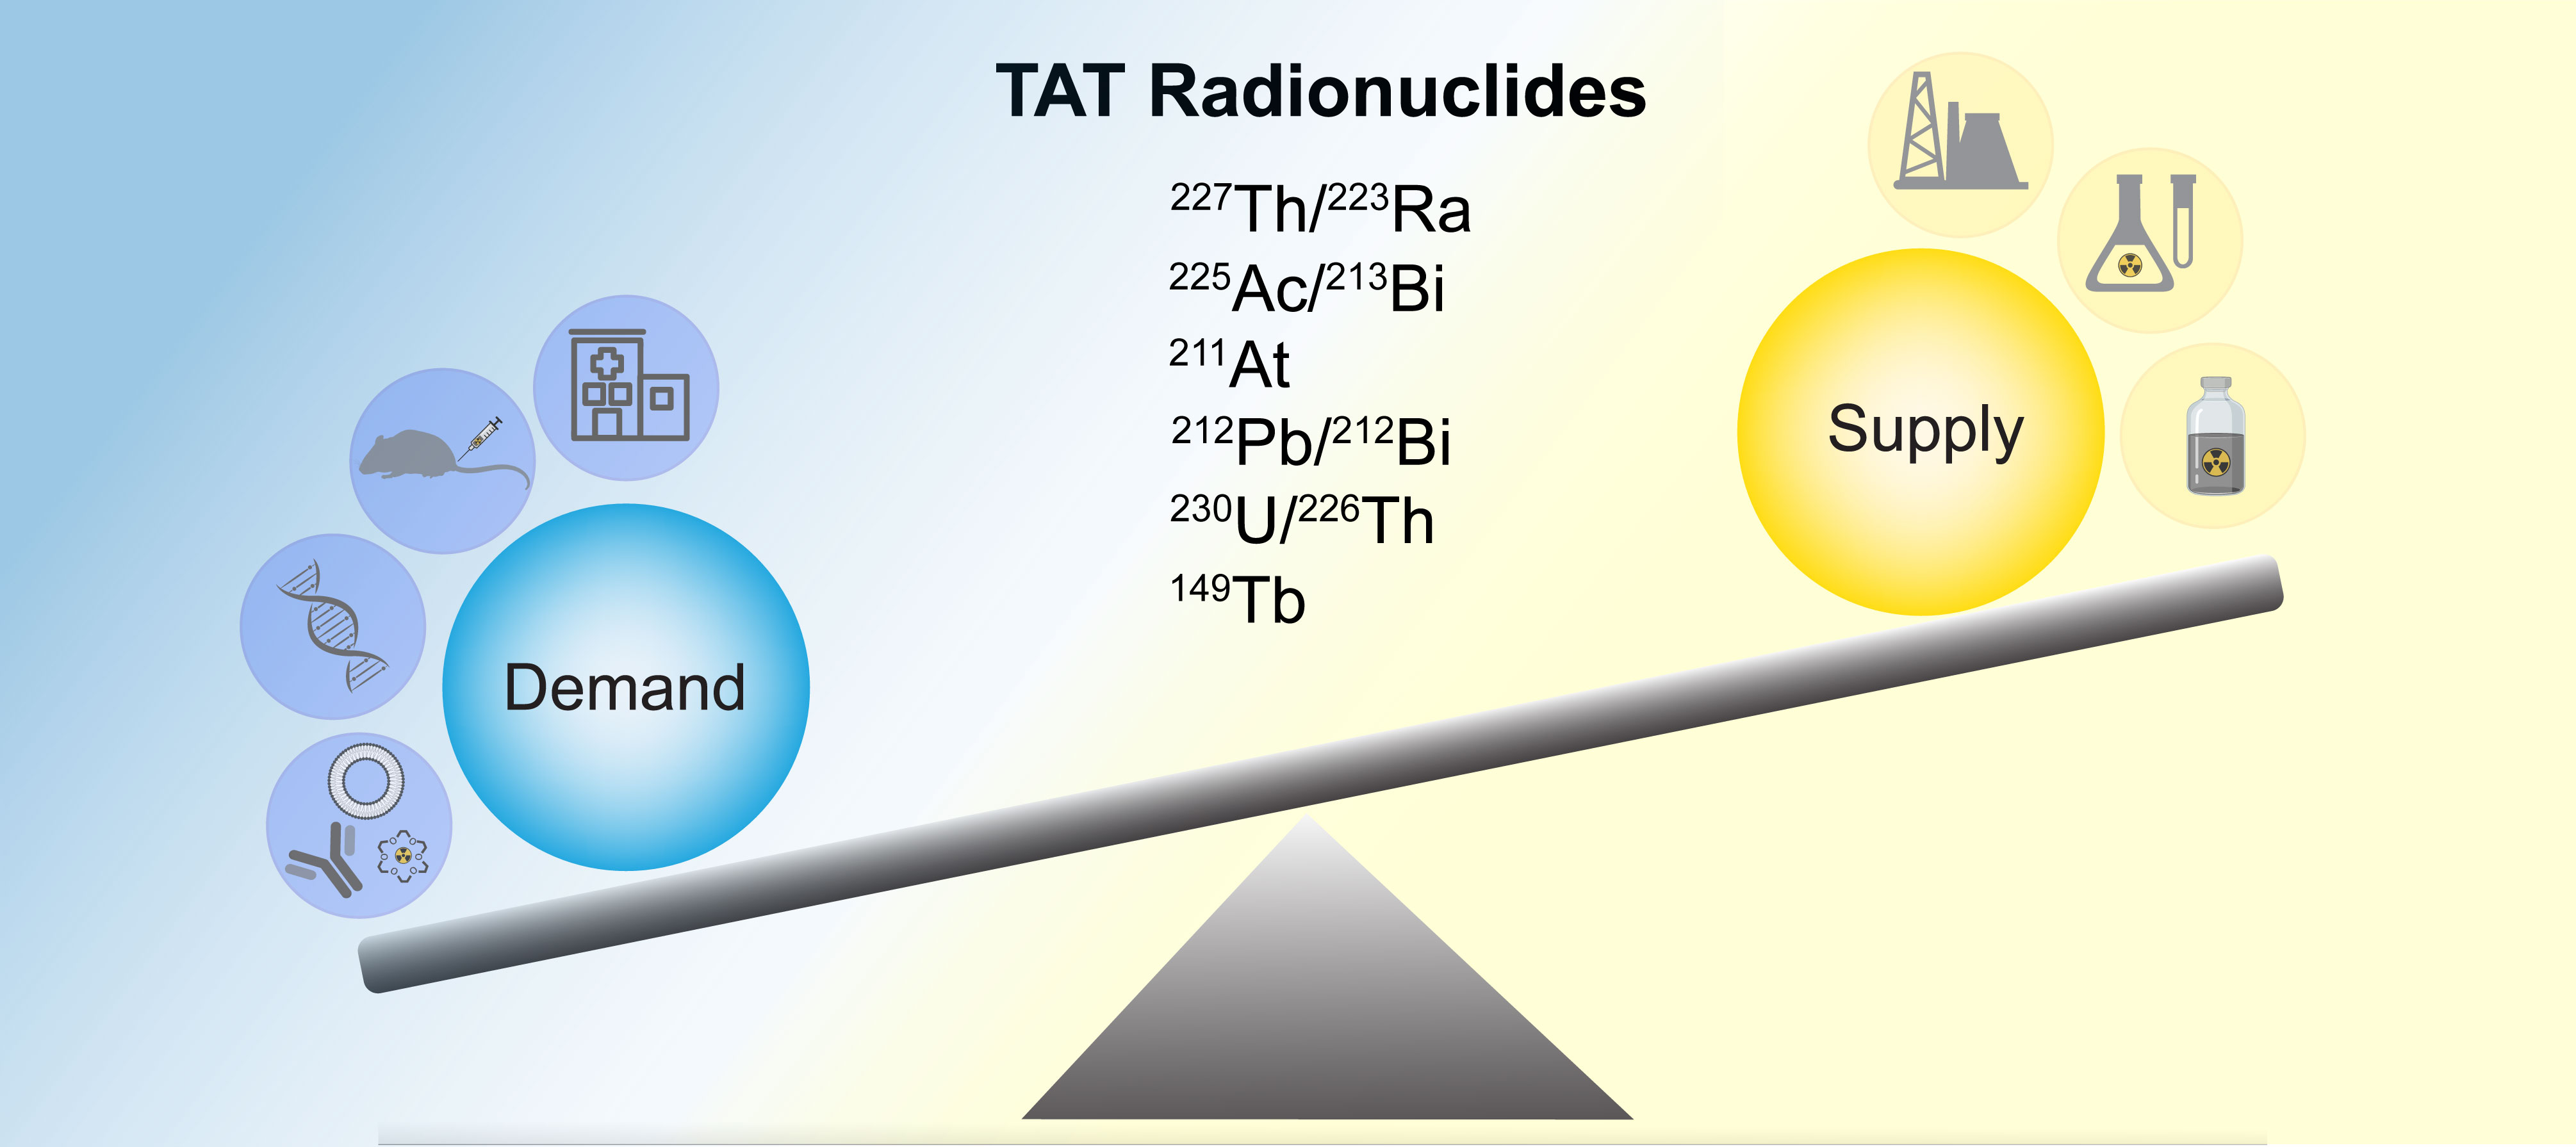 TAT Radionuclides
²²⁷Th/²²³Ra
²²⁵Ac/²¹³Bi
²¹¹At
²¹²Pb/²¹²Bi
²³⁰U/²²⁶Th
¹⁴⁹Tb
Supply
Demand